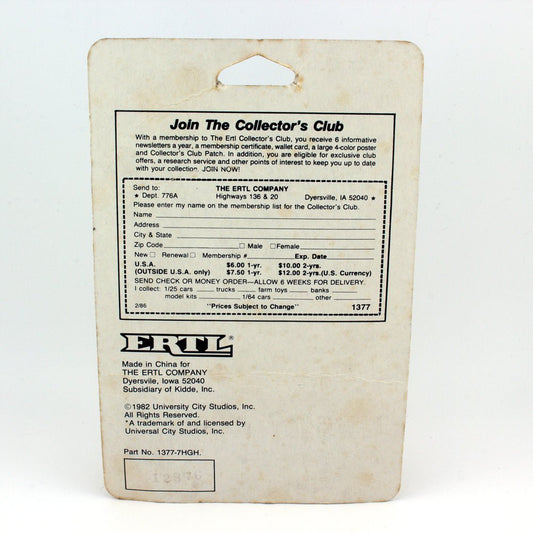 Join The Collector's Club
With a membership to The Ertl Collector's Club, you receive 6 informative
newsletters a year, a membership certificate, wallet card, a large 4-color poster
and Collector's Club Patch. In addition, you are eligible for exclusive club
offers, a research service and other points of interest to keep you up to date
with your collection. JOIN NOW!
Send to: THE ERTL COMPANY
★ Dept. 776A Highways 136 & 20 Dyersville, IA 52040 ★
Please enter my name on the membership list for the Collector's Club.
Name
Address
City & State
Zip Code □ Male □ Female
New □ Renewal □ Membership # Exp. Date
U.S.A. $6.00 1-yr. $10.00 2-yrs.
(OUTSIDE U.S.A. only) $7.50 1-yr. $12.00 2-yrs. (U.S. Currency)
SEND CHECK OR MONEY ORDER—ALLOW 6 WEEKS FOR DELIVERY.
I collect: 1/25 cars trucks farm toys banks
model kits 1/64 cars other
2/86 "Prices Subject to Change" 1377
ERTL®
Made in China for
THE ERTL COMPANY
Dyersville, Iowa 52040
Subsidiary of Kidde, Inc.
©1982 University City Studios, Inc.
All Rights Reserved.
*A trademark of and licensed by
Universal City Studios, Inc.
Part No. 1377-7HGH.